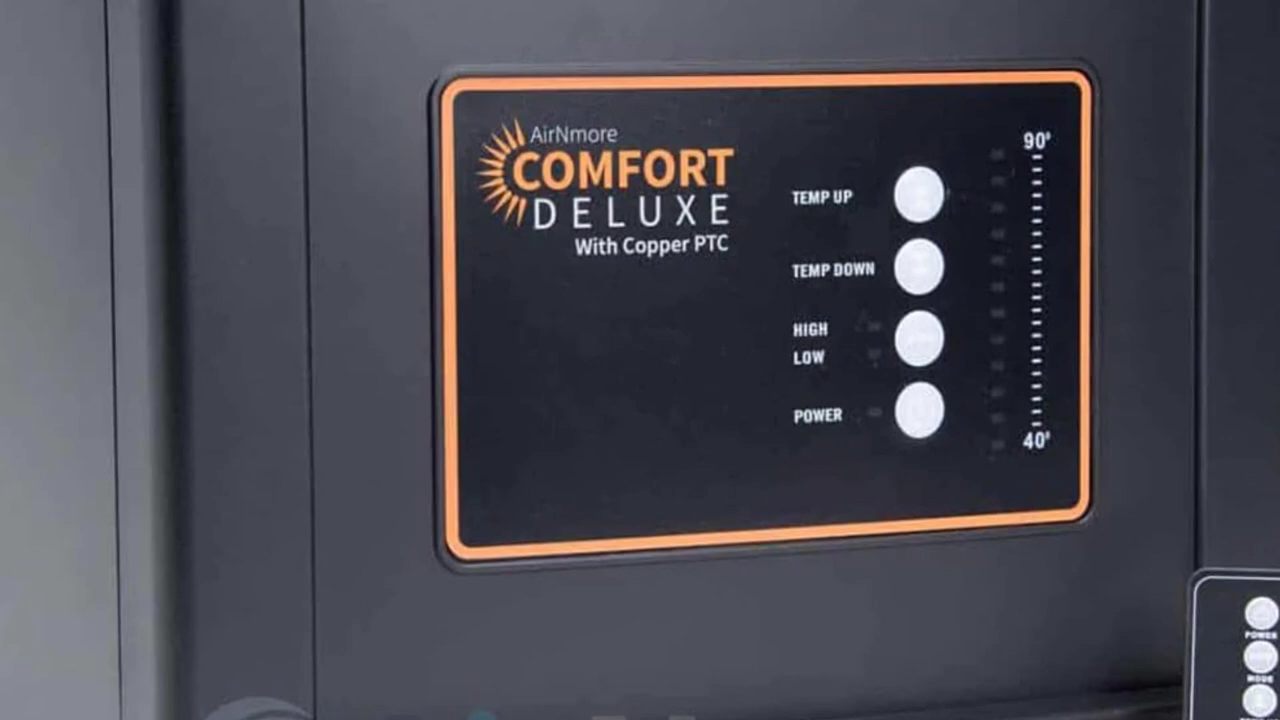 AirNmore
COMFORT
DELUXE
With Copper PTC
TEMP UP
TEMP DOWN
HIGH
LOW
POWER
90°
40°
POWER
MODE